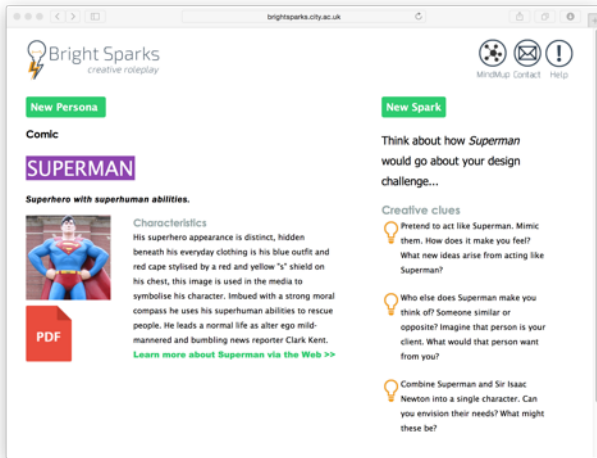 brightsparks.city.ac.uk
Bright Sparks
creative roleplay
MindMup Contact Help
New Persona
Comic
SUPERMAN
Superhero with superhuman abilities.
Characteristics
His superhero appearance is distinct, hidden
beneath his everyday clothing is his blue outfit and
red cape stylised by a red and yellow "s" shield on
his chest, this image is used in the media to
symbolise his character. Imbued with a strong moral
compass he uses his superhuman abilities to rescue
people. He leads a normal life as alter ego mild-
mannered and bumbling news reporter Clark Kent.
Learn more about Superman via the Web >>
PDF
New Spark
Think about how Superman
would go about your design
challenge...
Creative clues
Pretend to act like Superman. Mimic
them. How does it make you feel?
What new ideas arise from acting like
Superman?
Who else does Superman make you
think of? Someone similar or
opposite? Imagine that person is your
client. What would that person want
from you?
Combine Superman and Sir Isaac
Newton into a single character. Can
you envision their needs? What might
these be?